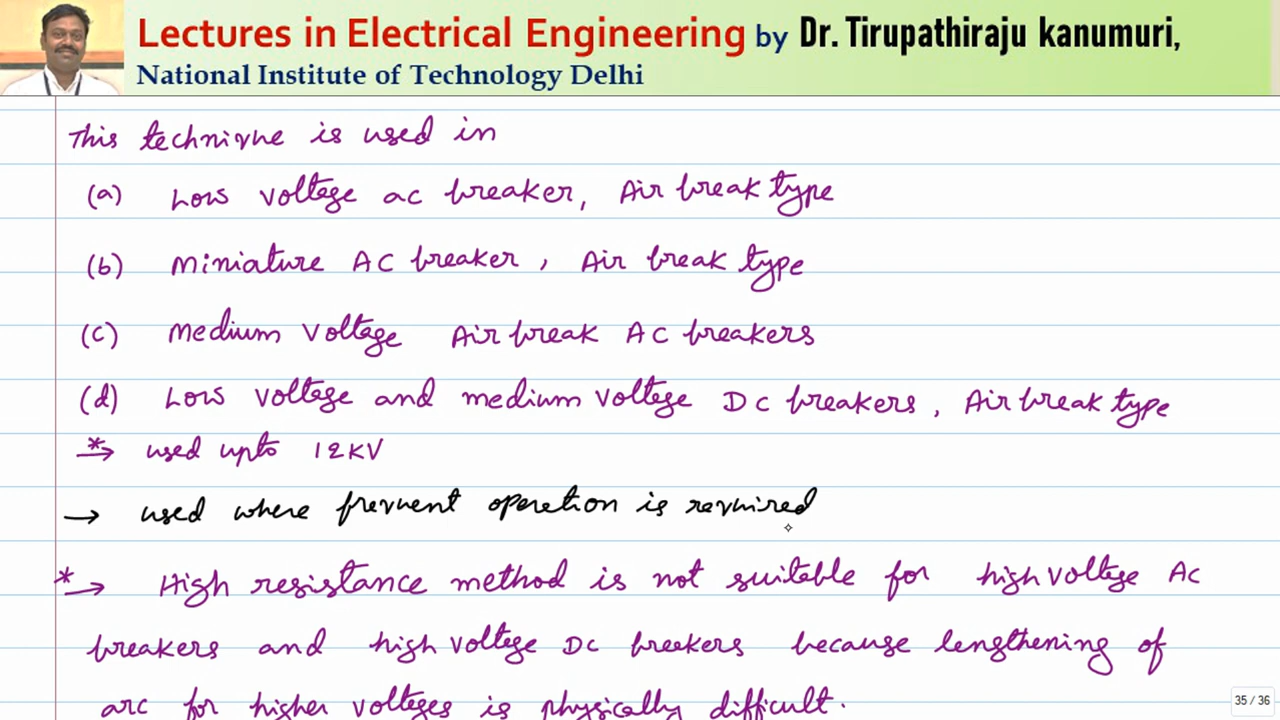 Lectures in Electrical Engineering by Dr. Tirupathiraju kanumuri,
National Institute of Technology Delhi
This technique is used in
(a) Low voltage ac breaker, Air break type
(b) Miniature AC breaker, Air break type
(c) Medium Voltage Air break AC breakers
(d) Low voltage and medium voltage DC breakers, Air break type
*→ used upto 12KV
→ used where frequent operation is required
*→ High resistance method is not suitable for high voltage AC
breakers and high voltage DC breakers because lengthening of
arc for higher voltages is physically difficult.
35 / 36